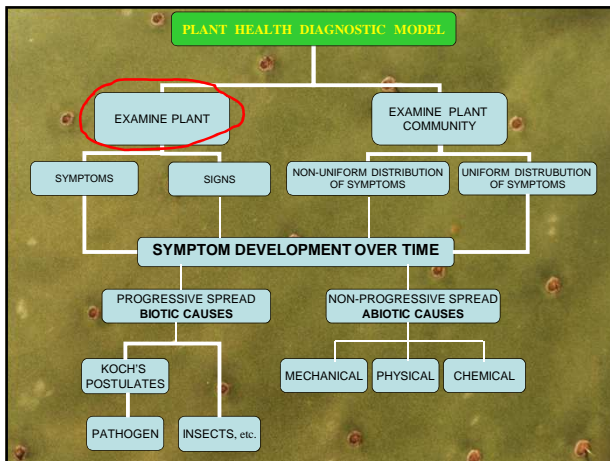 PLANT HEALTH DIAGNOSTIC MODEL
EXAMINE PLANT
EXAMINE PLANT
COMMUNITY
SYMPTOMS
SIGNS
NON-UNIFORM DISTRIBUTION
OF SYMPTOMS
UNIFORM DISTRUBUTION
OF SYMPTOMS
SYMPTOM DEVELOPMENT OVER TIME
PROGRESSIVE SPREAD
BIOTIC CAUSES
NON-PROGRESSIVE SPREAD
ABIOTIC CAUSES
KOCH'S
POSTULATES
MECHANICAL
PHYSICAL
CHEMICAL
PATHOGEN
INSECTS, etc.